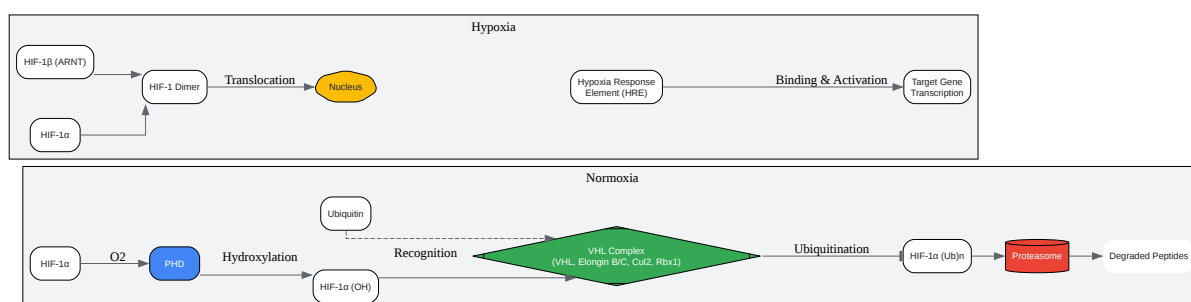 Hypoxia
HIF-1β (ARNT)
HIF-1α
HIF-1 Dimer
Translocation
Nucleus
Hypoxia Response
Element (HRE)
Binding & Activation
Target Gene
Transcription
Normoxia
HIF-1α
O2
PHD
Hydroxylation
Ubiquitin
HIF-1α (OH)
Recognition
VHL Complex
(VHL, Elongin B/C, Cul2, Rbx1)
Ubiquitination
HIF-1α (Ub)n
Proteasome
Degraded Peptides